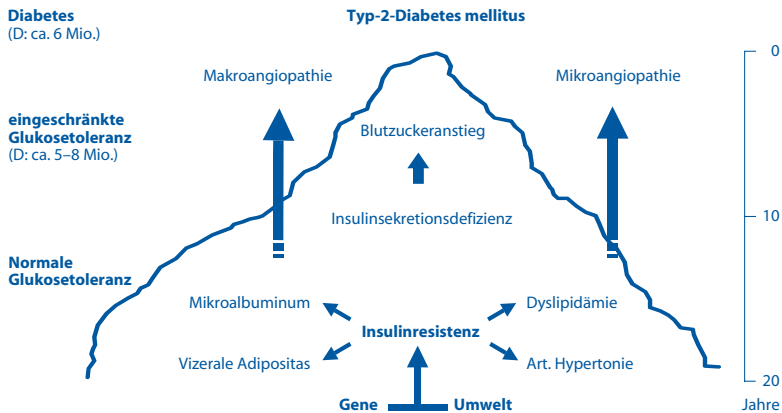 Diabetes
(D: ca. 6 Mio.)
Typ-2-Diabetes mellitus
0
Makroangiopathie
Mikroangiopathie
eingeschränkte
Glukosetoleranz
(D: ca. 5–8 Mio.)
Blutzuckeranstieg
Insulinsekretionsdefizienz
10
Normale
Glukosetoleranz
Mikroalbuminum
Dyslipidämie
Insulinresistenz
Vizerale Adipositas
Art. Hypertonie
20
Gene
Umwelt
Jahre